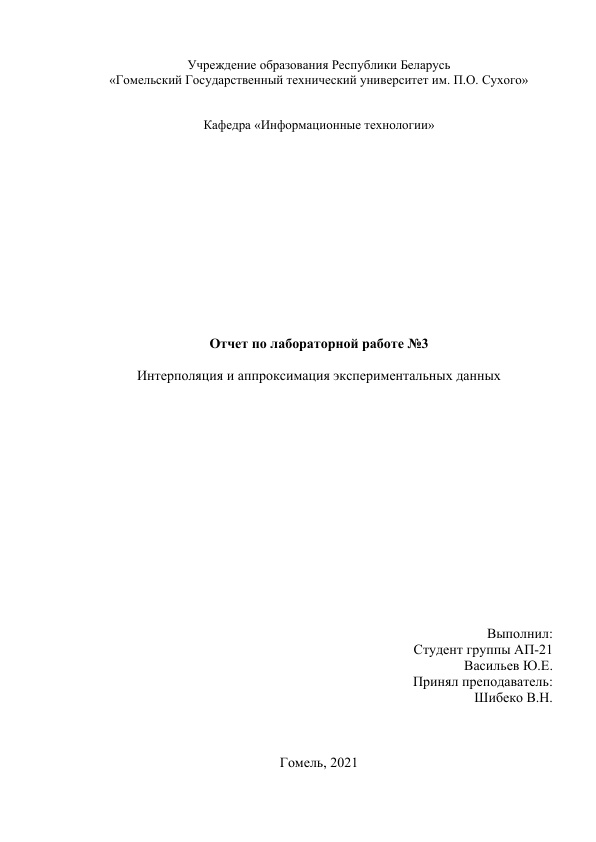 Учреждение образования Республики Беларусь
«Гомельский Государственный технический университет им. П.О. Сухого»
Кафедра «Информационные технологии»
Отчет по лабораторной работе №3
Интерполяция и аппроксимация экспериментальных данных
Выполнил:
Студент группы АП-21
Васильев Ю.Е.
Принял преподаватель:
Шибеко В.Н.
Гомель, 2021